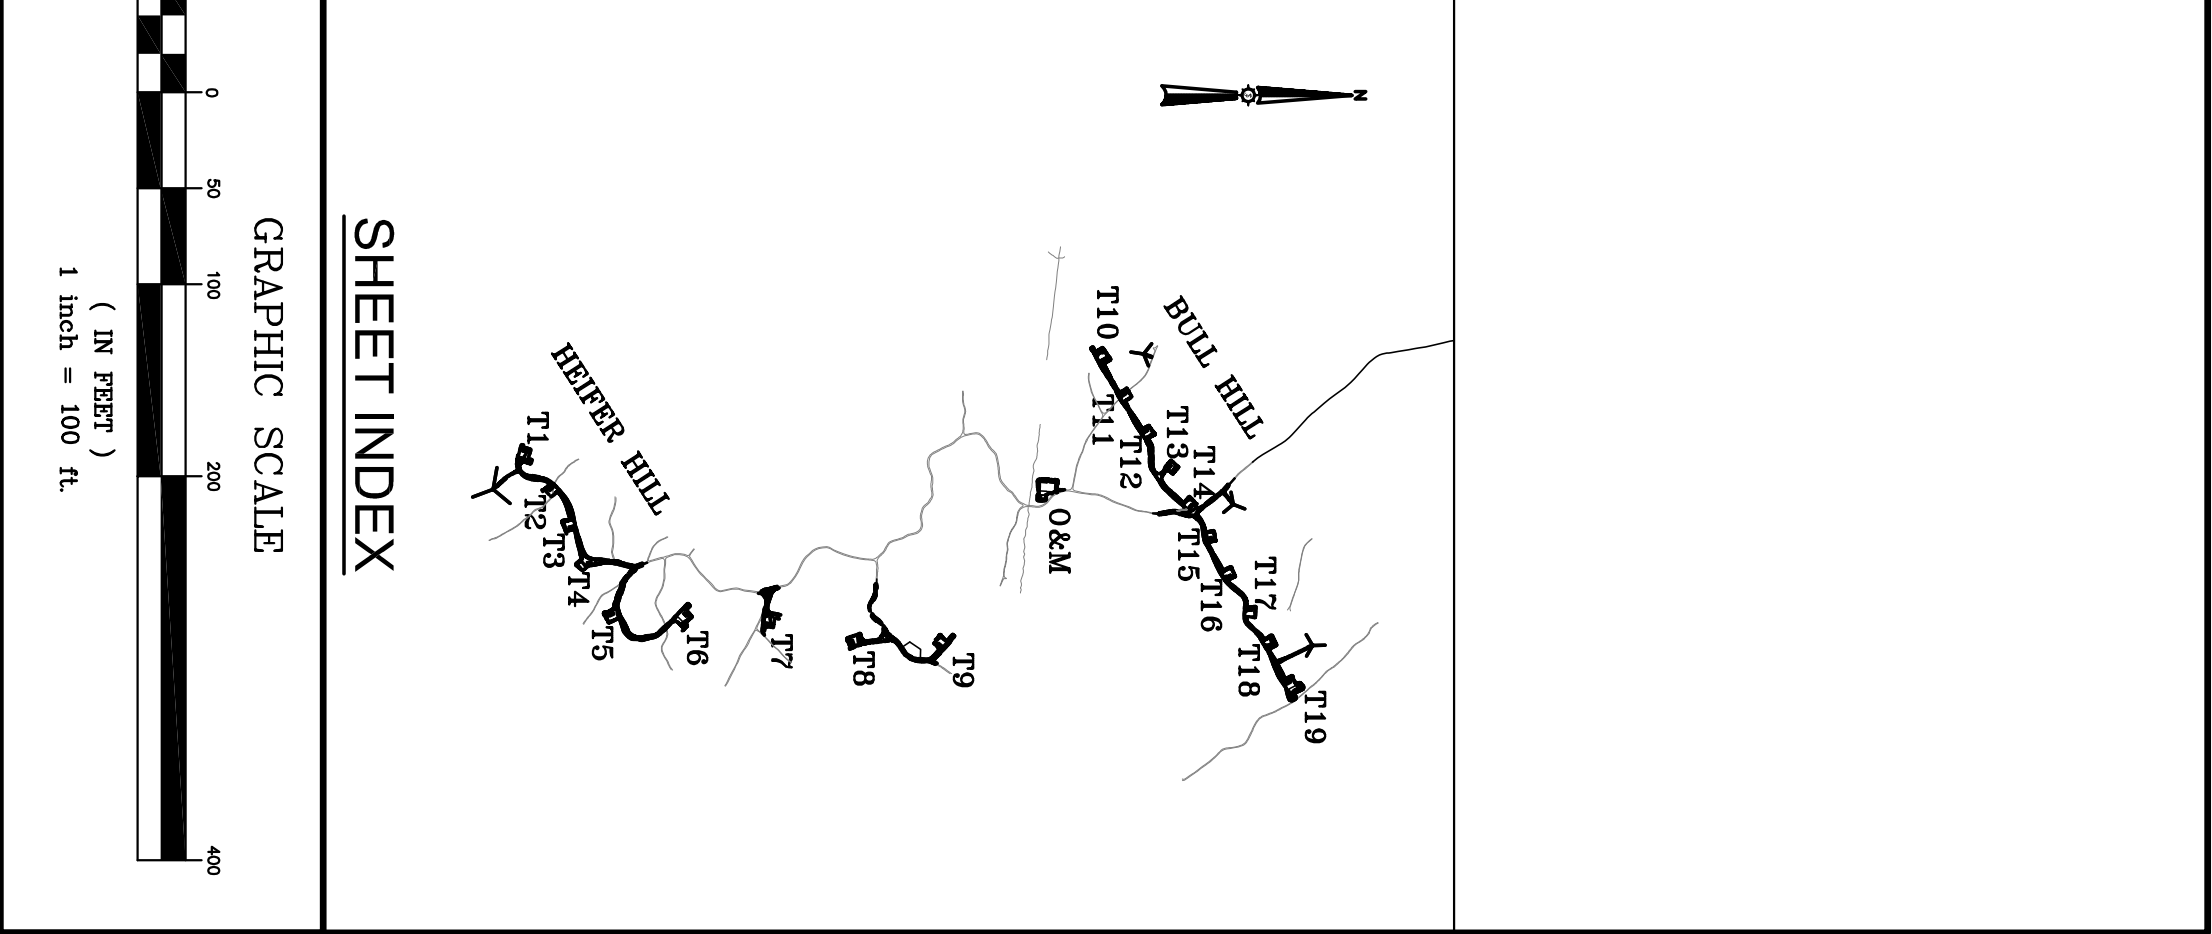 N
BULL HILL
T10
T11
T12
T13
T14
T15
T16
T17
T18
T19
O&M
T9
T8
T7
HEIFER HILL
T6
T5
T4
T3
T2
T1
SHEET INDEX
GRAPHIC SCALE
0 50 100 200 400
( IN FEET )
1 inch = 100 ft.